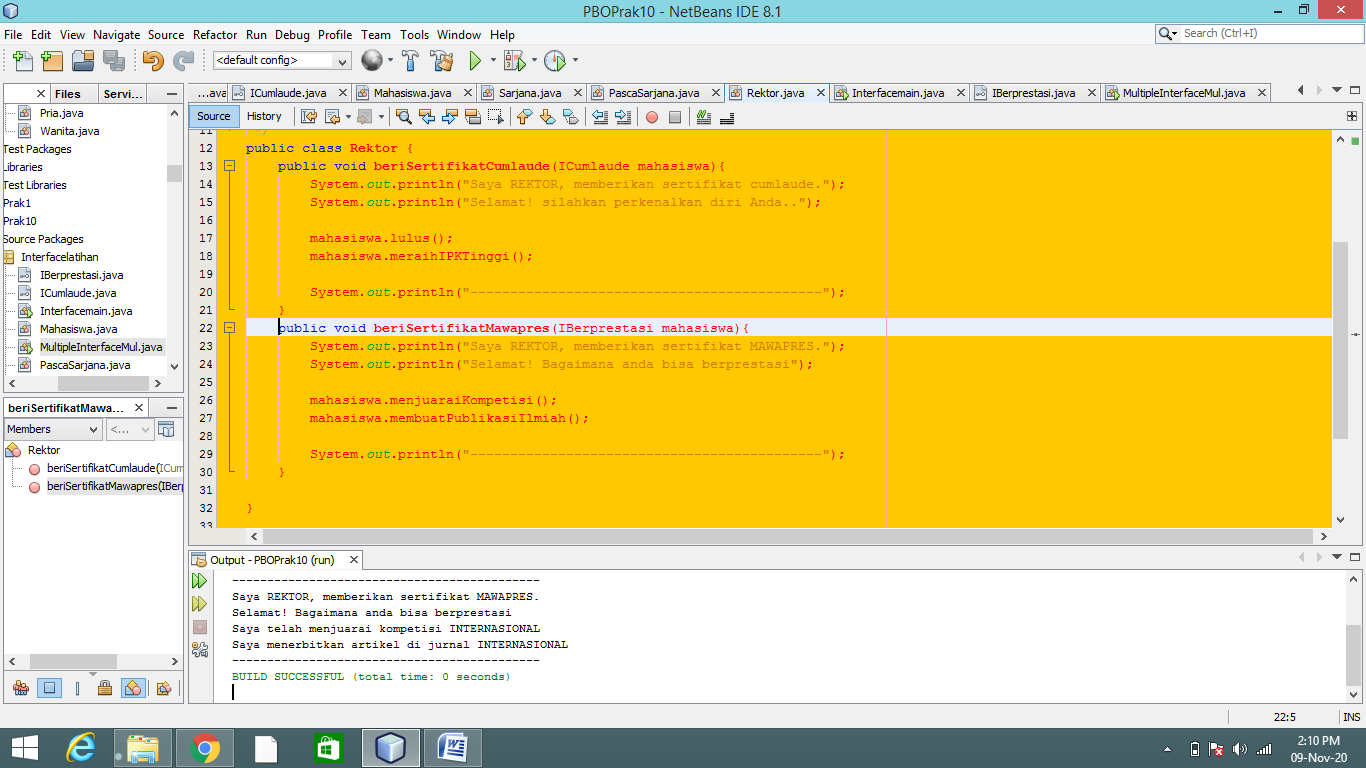 PBOPrak10 - NetBeans IDE 8.1
File Edit View Navigate Source Refactor Run Debug Profile Team Tools Window Help
Search (Ctrl+I)
<default config>
Files Servi...
...ava ICumlaude.java Mahasiswa.java Sarjana.java PascaSarjana.java Rektor.java Interfacemain.java IBerprestasi.java MultipleInterfaceMul.java
Source History
Pria.java
Wanita.java
Test Packages
Libraries
Test Libraries
Prak1
Prak10
Source Packages
Interfacelatihan
IBerprestasi.java
ICumlaude.java
Interfacemain.java
Mahasiswa.java
MultipleInterfaceMul.java
PascaSarjana.java
beriSertifikatMawa...
Members <...
Rektor
beriSertifikatCumlaude(ICum
beriSertifikatMawapres(IBerp
11 */
12 public class Rektor {
13 public void beriSertifikatCumlaude(ICumlaude mahasiswa){
14 System.out.println("Saya REKTOR, memberikan sertifikat cumlaude.");
15 System.out.println("Selamat! silahkan perkenalkan diri Anda..");
16
17 mahasiswa.lulus();
18 mahasiswa.meraihIPKTinggi();
19
20 System.out.println("--------------------------------------------");
21 }
22 public void beriSertifikatMawapres(IBerprestasi mahasiswa){
23 System.out.println("Saya REKTOR, memberikan sertifikat MAWAPRES.");
24 System.out.println("Selamat! Bagaimana anda bisa berprestasi");
25
26 mahasiswa.menjuaraiKompetisi();
27 mahasiswa.membuatPublikasiIlmiah();
28
29 System.out.println("--------------------------------------------");
30 }
31
32 }
33
Output - PBOPrak10 (run)
--------------------------------------------
Saya REKTOR, memberikan sertifikat MAWAPRES.
Selamat! Bagaimana anda bisa berprestasi
Saya telah menjuarai kompetisi INTERNASIONAL
Saya menerbitkan artikel di jurnal INTERNASIONAL
--------------------------------------------
BUILD SUCCESSFUL (total time: 0 seconds)
22:5 INS
2:10 PM
09-Nov-20